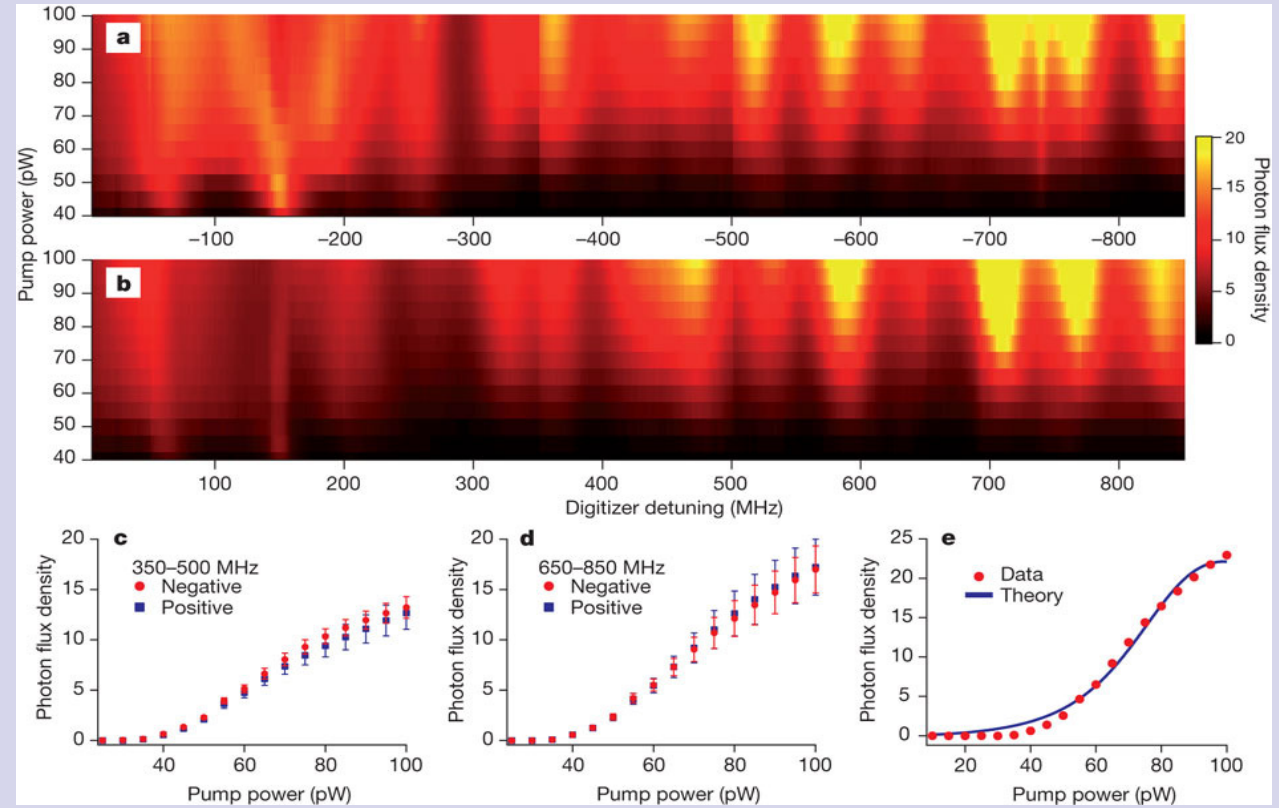 a
100
90
80
70
60
50
40
–100 –200 –300 –400 –500 –600 –700 –800
Pump power (pW)
b
100
90
80
70
60
50
40
100 200 300 400 500 600 700 800
Digitizer detuning (MHz)
20
15
10
5
0
Photon flux density
c
350–500 MHz
Negative
Positive
20
15
10
5
0
Photon flux density
40 60 80 100
Pump power (pW)
d
650–850 MHz
Negative
Positive
20
15
10
5
0
Photon flux density
40 60 80 100
Pump power (pW)
e
Data
Theory
25
20
15
10
5
0
Photon flux density
20 40 60 80 100
Pump power (pW)